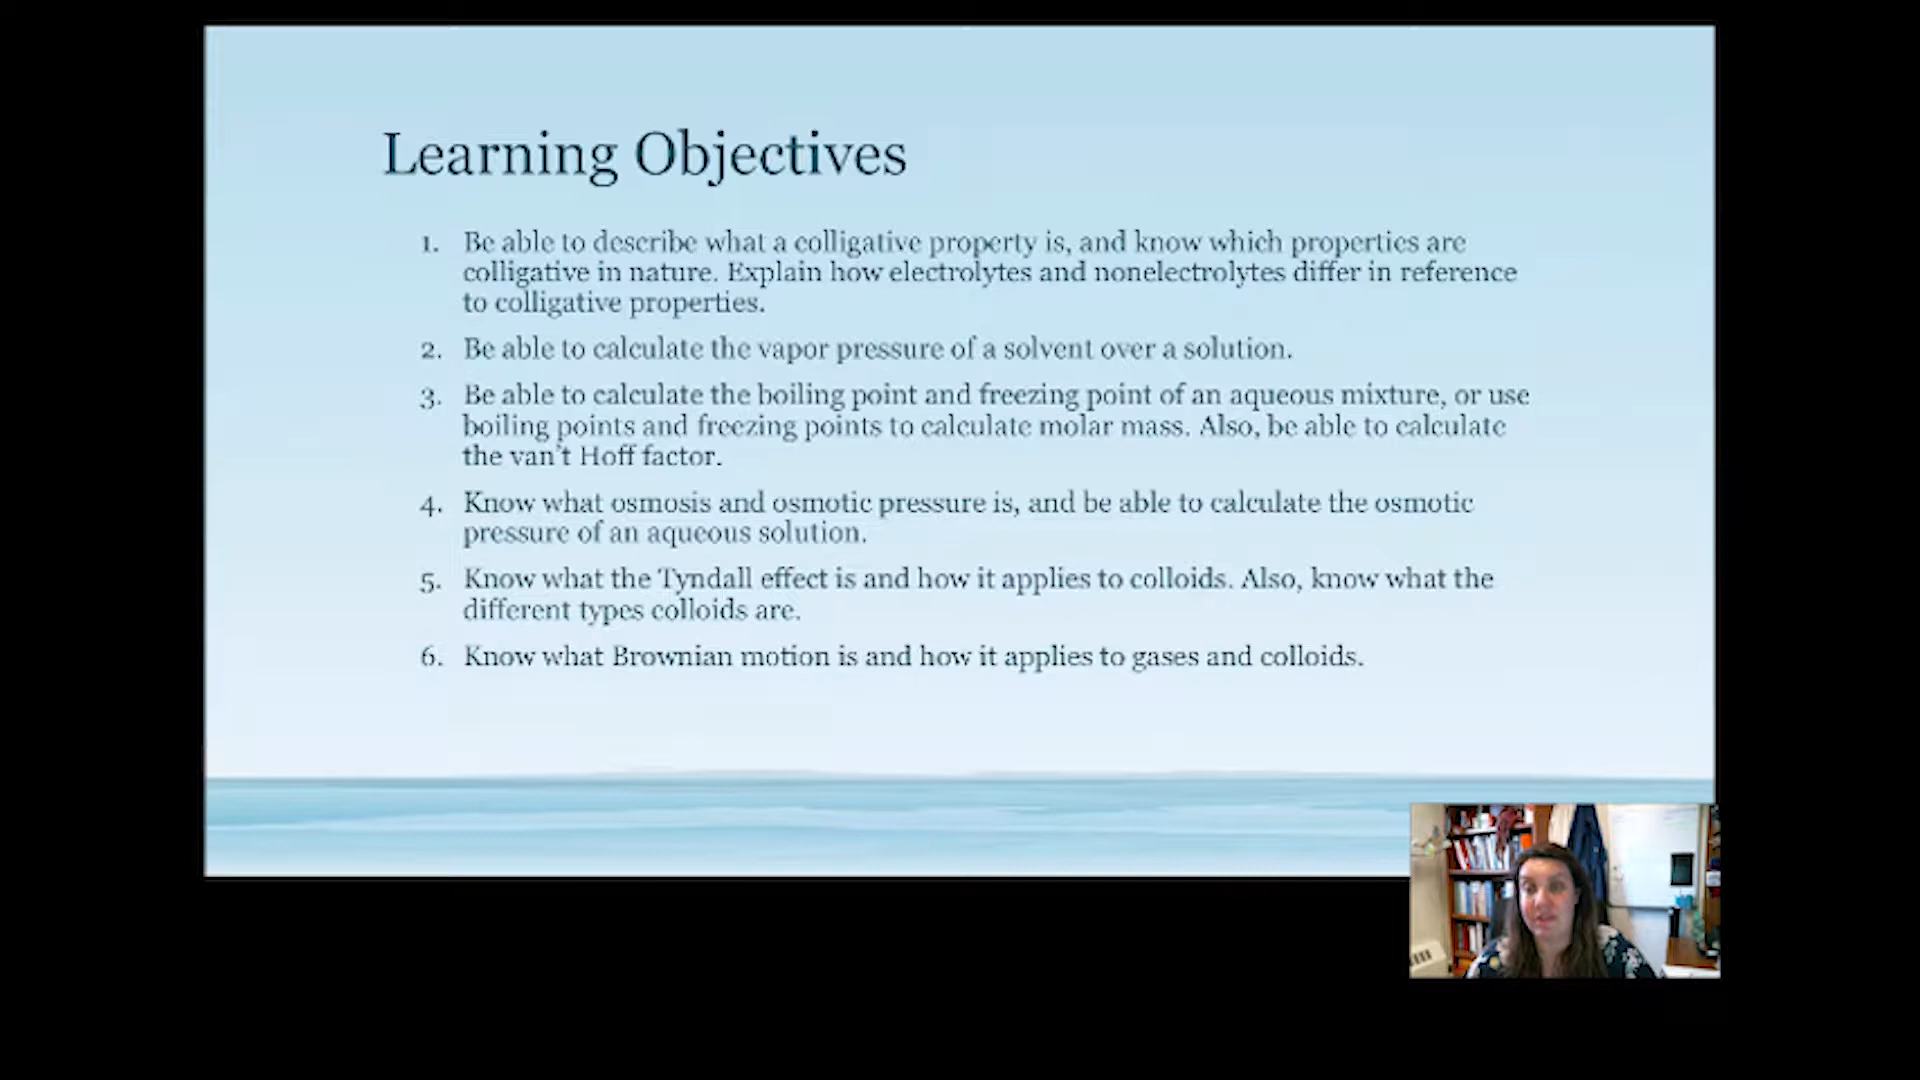 Learning Objectives
1. Be able to describe what a colligative property is, and know which properties are
colligative in nature. Explain how electrolytes and nonelectrolytes differ in reference
to colligative properties.
2. Be able to calculate the vapor pressure of a solvent over a solution.
3. Be able to calculate the boiling point and freezing point of an aqueous mixture, or use
boiling points and freezing points to calculate molar mass. Also, be able to calculate
the van't Hoff factor.
4. Know what osmosis and osmotic pressure is, and be able to calculate the osmotic
pressure of an aqueous solution.
5. Know what the Tyndall effect is and how it applies to colloids. Also, know what the
different types colloids are.
6. Know what Brownian motion is and how it applies to gases and colloids.